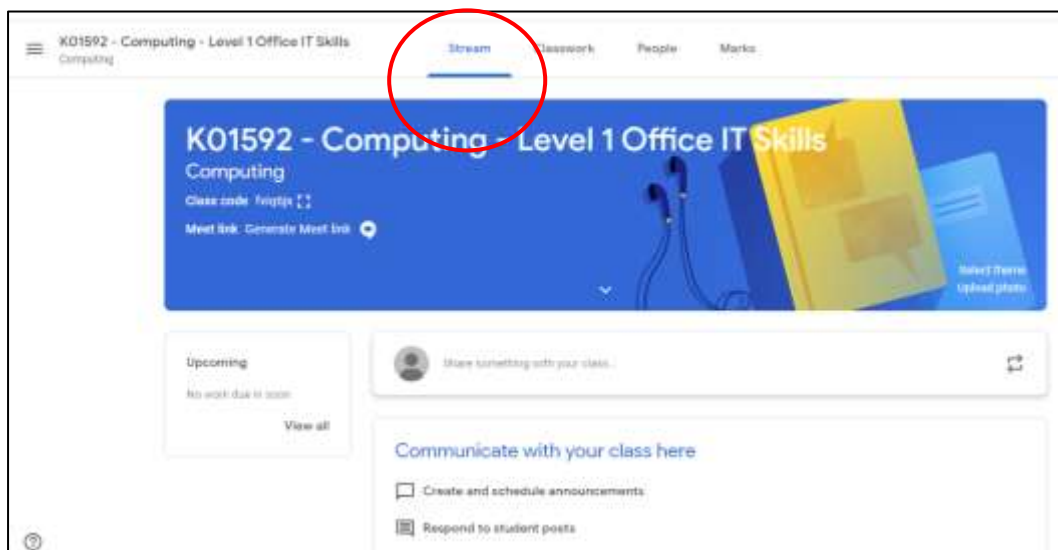 K01592 - Computing - Level 1 Office IT Skills
Computing
Stream Classwork People Marks
K01592 - Computing - Level 1 Office IT Skills
Computing
Class code
Meet link Generate Meet link
Select theme
Upload photo
Upcoming
No work due in soon
View all
Share something with your class...
Communicate with your class here
Create and schedule announcements
Respond to student posts